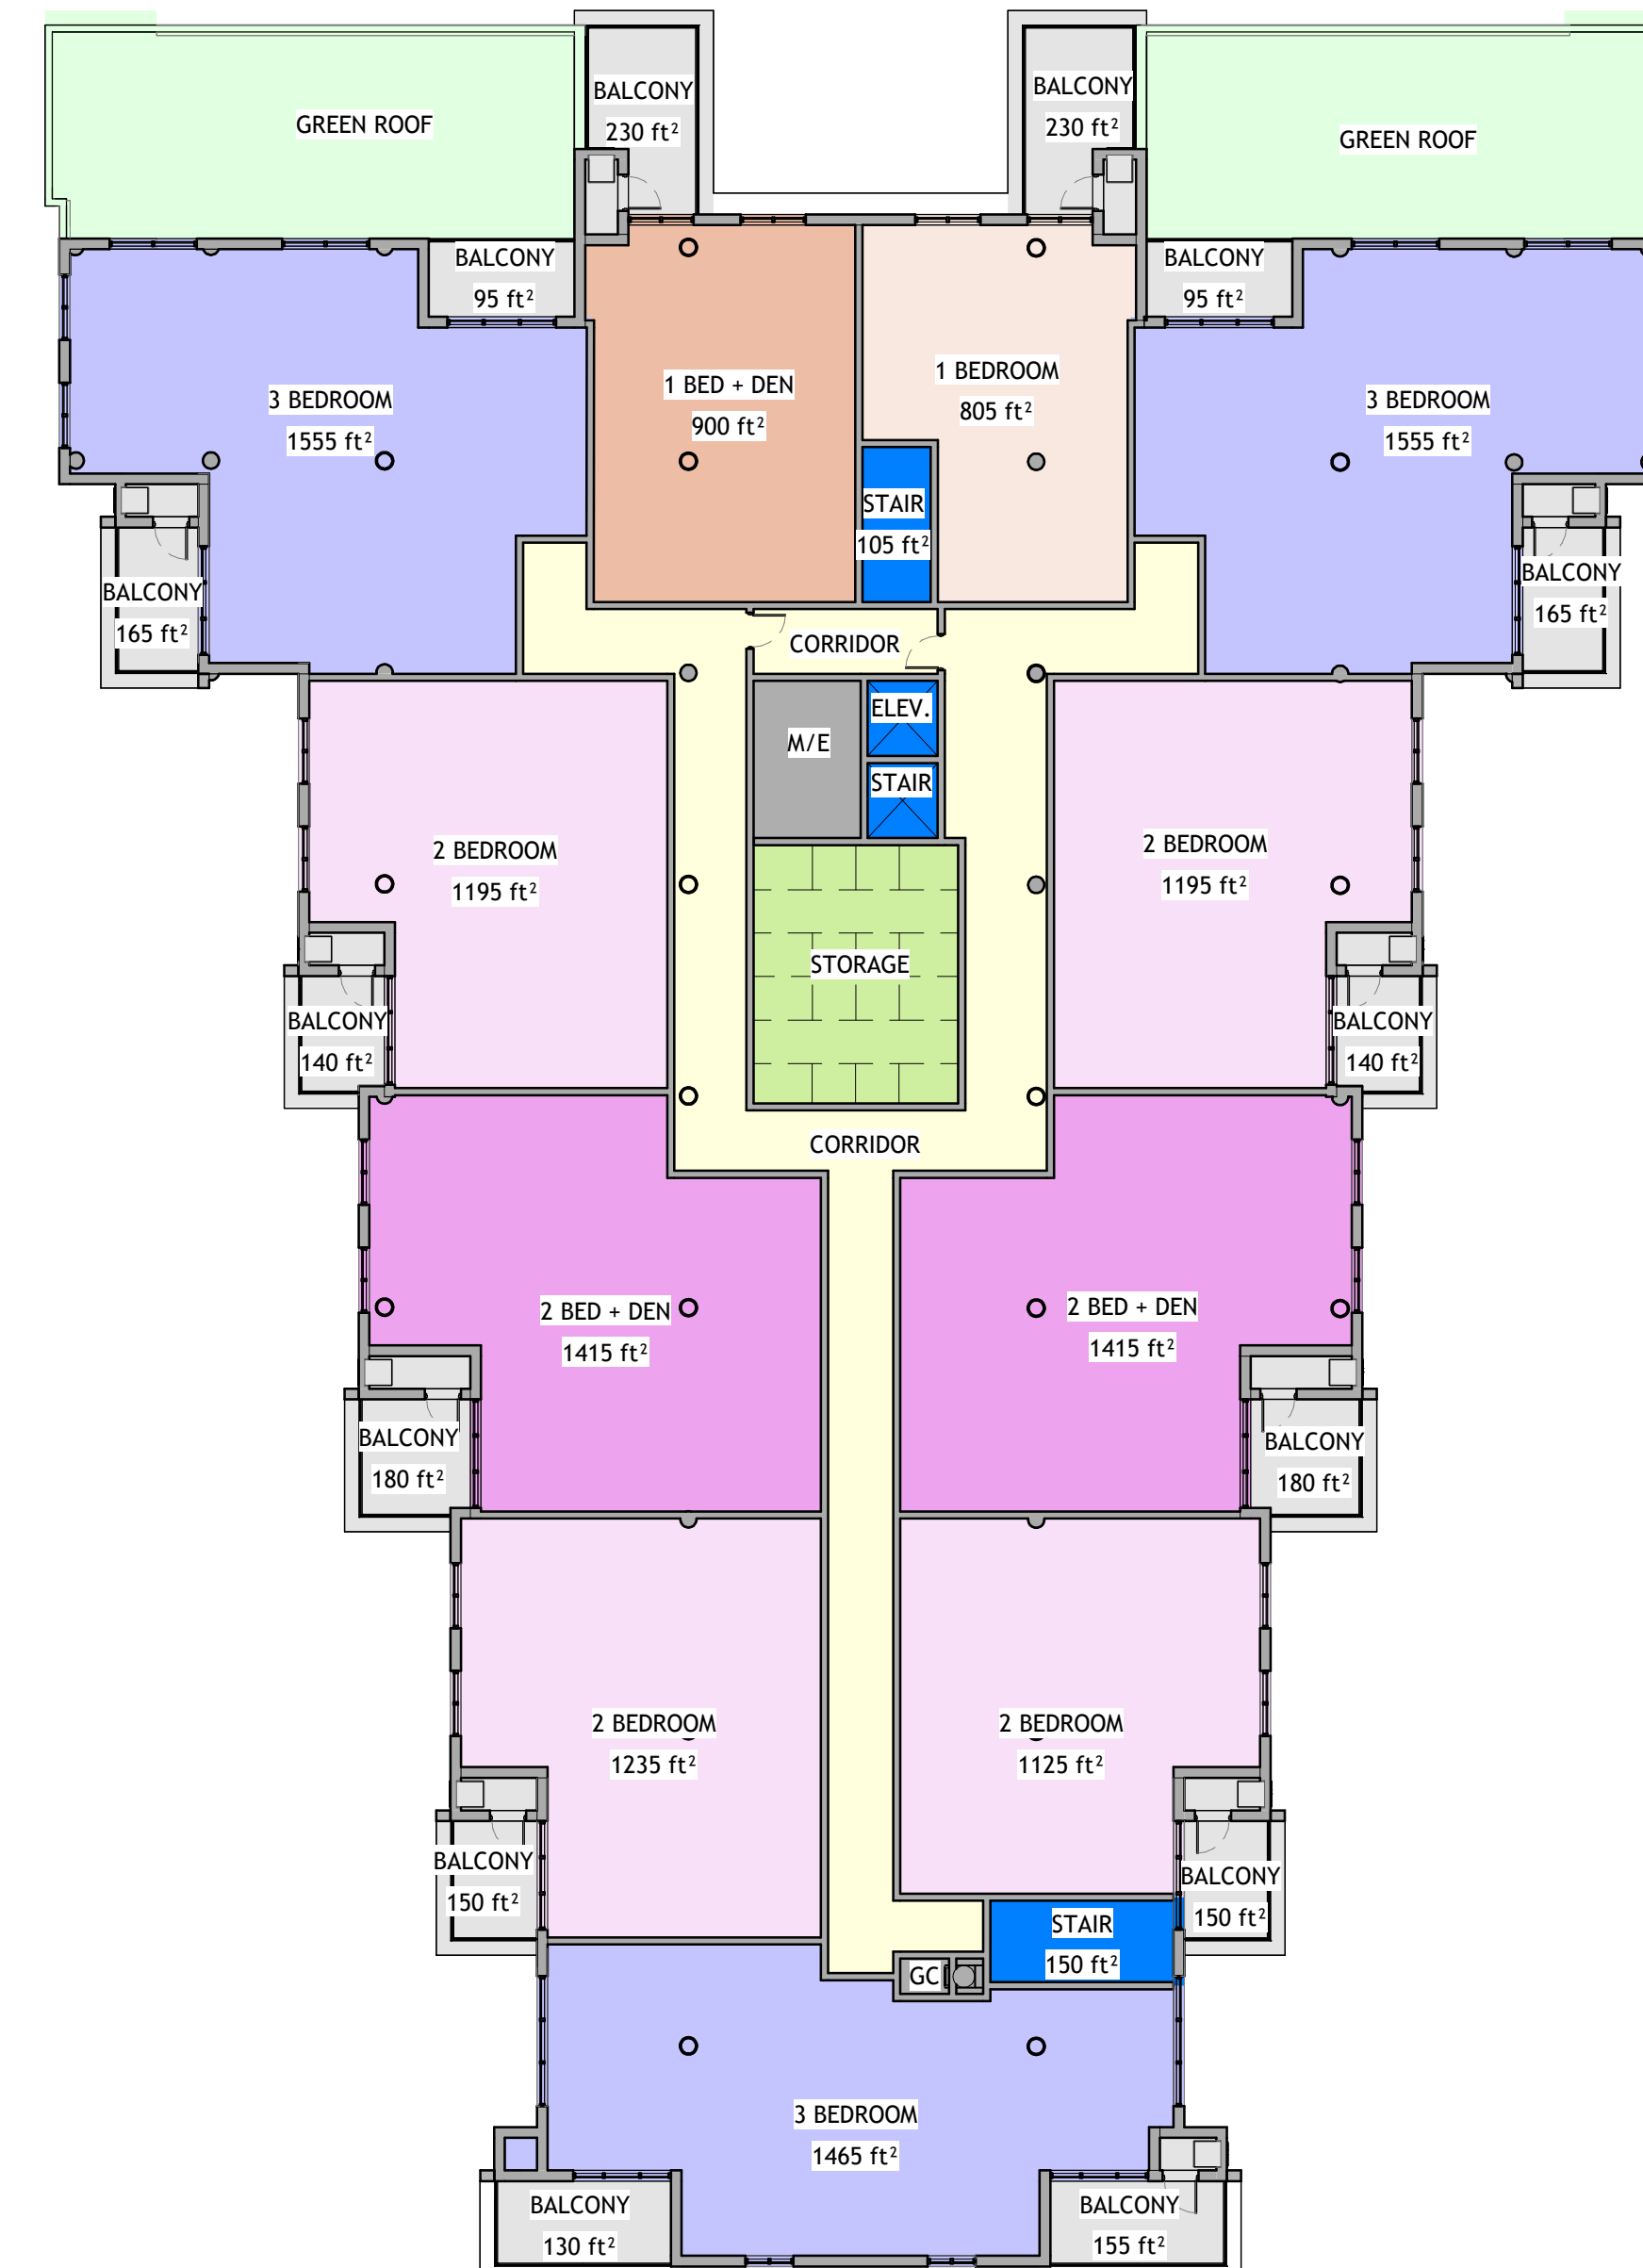 BALCONY
230 ft²
BALCONY
230 ft²
GREEN ROOF
GREEN ROOF
BALCONY
95 ft²
BALCONY
95 ft²
3 BEDROOM
1555 ft²
1 BED + DEN
900 ft²
1 BEDROOM
805 ft²
3 BEDROOM
1555 ft²
STAIR
105 ft²
BALCONY
165 ft²
BALCONY
165 ft²
CORRIDOR
M/E
ELEV.
STAIR
2 BEDROOM
1195 ft²
2 BEDROOM
1195 ft²
STORAGE
BALCONY
140 ft²
BALCONY
140 ft²
CORRIDOR
2 BED + DEN
1415 ft²
2 BED + DEN
1415 ft²
BALCONY
180 ft²
BALCONY
180 ft²
2 BEDROOM
1235 ft²
2 BEDROOM
1125 ft²
BALCONY
150 ft²
BALCONY
150 ft²
STAIR
150 ft²
GC
3 BEDROOM
1465 ft²
BALCONY
130 ft²
BALCONY
155 ft²